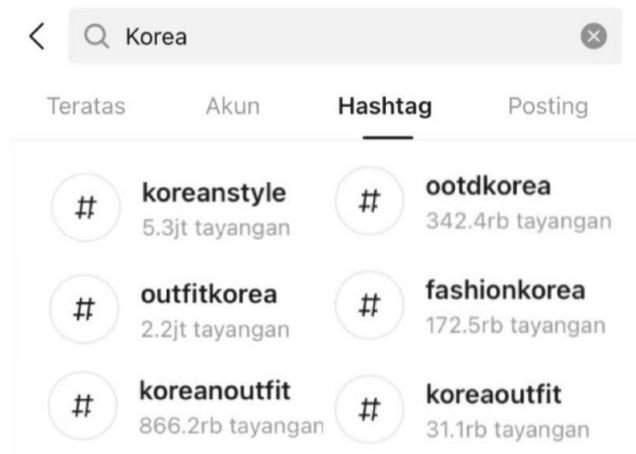 Korea
Teratas Akun Hashtag Posting
# koreanstyle
5.3jt tayangan
# ootdkorea
342.4rb tayangan
# outfitkorea
2.2jt tayangan
# fashionkorea
172.5rb tayangan
# koreanoutfit
866.2rb tayangan
# koreaoutfit
31.1rb tayangan